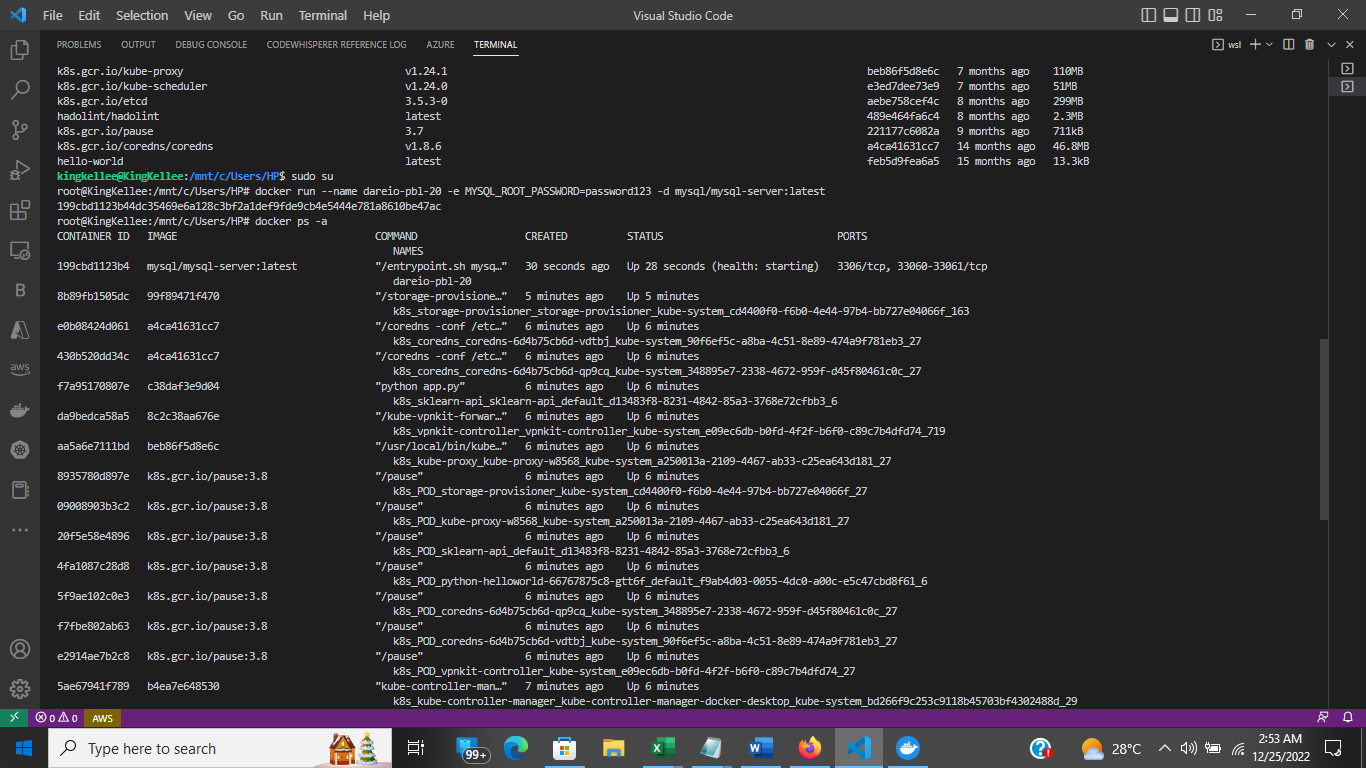 File Edit Selection View Go Run Terminal Help Visual Studio Code
PROBLEMS OUTPUT DEBUG CONSOLE CODEWHISPERER REFERENCE LOG AZURE TERMINAL wsl
k8s.gcr.io/kube-proxy v1.24.1 beb86f5d8e6c 7 months ago 110MB
k8s.gcr.io/kube-scheduler v1.24.0 e3ed7dee73e9 7 months ago 51MB
k8s.gcr.io/etcd 3.5.3-0 aebe758cef4c 8 months ago 299MB
hadolint/hadolint latest 489e464fa6c4 8 months ago 2.3MB
k8s.gcr.io/pause 3.7 221177c6082a 9 months ago 711kB
k8s.gcr.io/coredns/coredns v1.8.6 a4ca41631cc7 14 months ago 46.8MB
hello-world latest feb5d9fea6a5 15 months ago 13.3kB
kingkellee@KingKellee:/mnt/c/Users/HP$ sudo su
root@KingKellee:/mnt/c/Users/HP# docker run --name dareio-pbl-20 -e MYSQL_ROOT_PASSWORD=password123 -d mysql/mysql-server:latest
199cbd1123b44dc35469e6a128c3bf2a1def9fde9cb4e5444e781a8610be47ac
root@KingKellee:/mnt/c/Users/HP# docker ps -a
CONTAINER ID IMAGE COMMAND CREATED STATUS PORTS
NAMES
199cbd1123b4 mysql/mysql-server:latest "/entrypoint.sh mysq…" 30 seconds ago Up 28 seconds (health: starting) 3306/tcp, 33060-33061/tcp
dareio-pbl-20
8b89fb1505dc 99f89471f470 "/storage-provisione…" 5 minutes ago Up 5 minutes
k8s_storage-provisioner_storage-provisioner_kube-system_cd4400f0-f6b0-4e44-97b4-bb727e04066f_163
e0b08424d061 a4ca41631cc7 "/coredns -conf /etc…" 6 minutes ago Up 6 minutes
k8s_coredns_coredns-6d4b75cb6d-vdtbj_kube-system_90f6ef5c-a8ba-4c51-8e89-474a9f781eb3_27
430b520dd34c a4ca41631cc7 "/coredns -conf /etc…" 6 minutes ago Up 6 minutes
k8s_coredns_coredns-6d4b75cb6d-qp9cq_kube-system_348895e7-2338-4672-959f-d45f80461c0c_27
f7a95170807e c38daf3e9d04 "python app.py" 6 minutes ago Up 6 minutes
k8s_sklearn-api_sklearn-api_default_d13483f8-8231-4842-85a3-3768e72cfbb3_6
da9bedca58a5 8c2c38aa676e "/kube-vpnkit-forwar…" 6 minutes ago Up 6 minutes
k8s_vpnkit-controller_vpnkit-controller_kube-system_e09ec6db-b0fd-4f2f-b6f0-c89c7b4dfd74_719
aa5a6e7111bd beb86f5d8e6c "/usr/local/bin/kube…" 6 minutes ago Up 6 minutes
k8s_kube-proxy_kube-proxy-w8568_kube-system_a250013a-2109-4467-ab33-c25ea643d181_27
8935780d897e k8s.gcr.io/pause:3.8 "/pause" 6 minutes ago Up 6 minutes
k8s_POD_storage-provisioner_kube-system_cd4400f0-f6b0-4e44-97b4-bb727e04066f_27
09008903b3c2 k8s.gcr.io/pause:3.8 "/pause" 6 minutes ago Up 6 minutes
k8s_POD_kube-proxy-w8568_kube-system_a250013a-2109-4467-ab33-c25ea643d181_27
20f5e58e4896 k8s.gcr.io/pause:3.8 "/pause" 6 minutes ago Up 6 minutes
k8s_POD_sklearn-api_default_d13483f8-8231-4842-85a3-3768e72cfbb3_6
4fa1087c28d8 k8s.gcr.io/pause:3.8 "/pause" 6 minutes ago Up 6 minutes
k8s_POD_python-helloworld-66767875c8-gtt6f_default_f9ab4d03-0055-4dc0-a00c-e5c47cbd8f61_6
5f9ae102c0e3 k8s.gcr.io/pause:3.8 "/pause" 6 minutes ago Up 6 minutes
k8s_POD_coredns-6d4b75cb6d-qp9cq_kube-system_348895e7-2338-4672-959f-d45f80461c0c_27
f7fbe802ab63 k8s.gcr.io/pause:3.8 "/pause" 6 minutes ago Up 6 minutes
k8s_POD_coredns-6d4b75cb6d-vdtbj_kube-system_90f6ef5c-a8ba-4c51-8e89-474a9f781eb3_27
e2914ae7b2c8 k8s.gcr.io/pause:3.8 "/pause" 6 minutes ago Up 6 minutes
k8s_POD_vpnkit-controller_kube-system_e09ec6db-b0fd-4f2f-b6f0-c89c7b4dfd74_27
5ae67941f789 b4ea7e648530 "kube-controller-man…" 7 minutes ago Up 6 minutes
k8s_kube-controller-manager_kube-controller-manager-docker-desktop_kube-system_bd266f9c253c9118b45703bf4302488d_29
aws
0 0 AWS
Type here to search 99+ 28°C 2:53 AM
12/25/2022